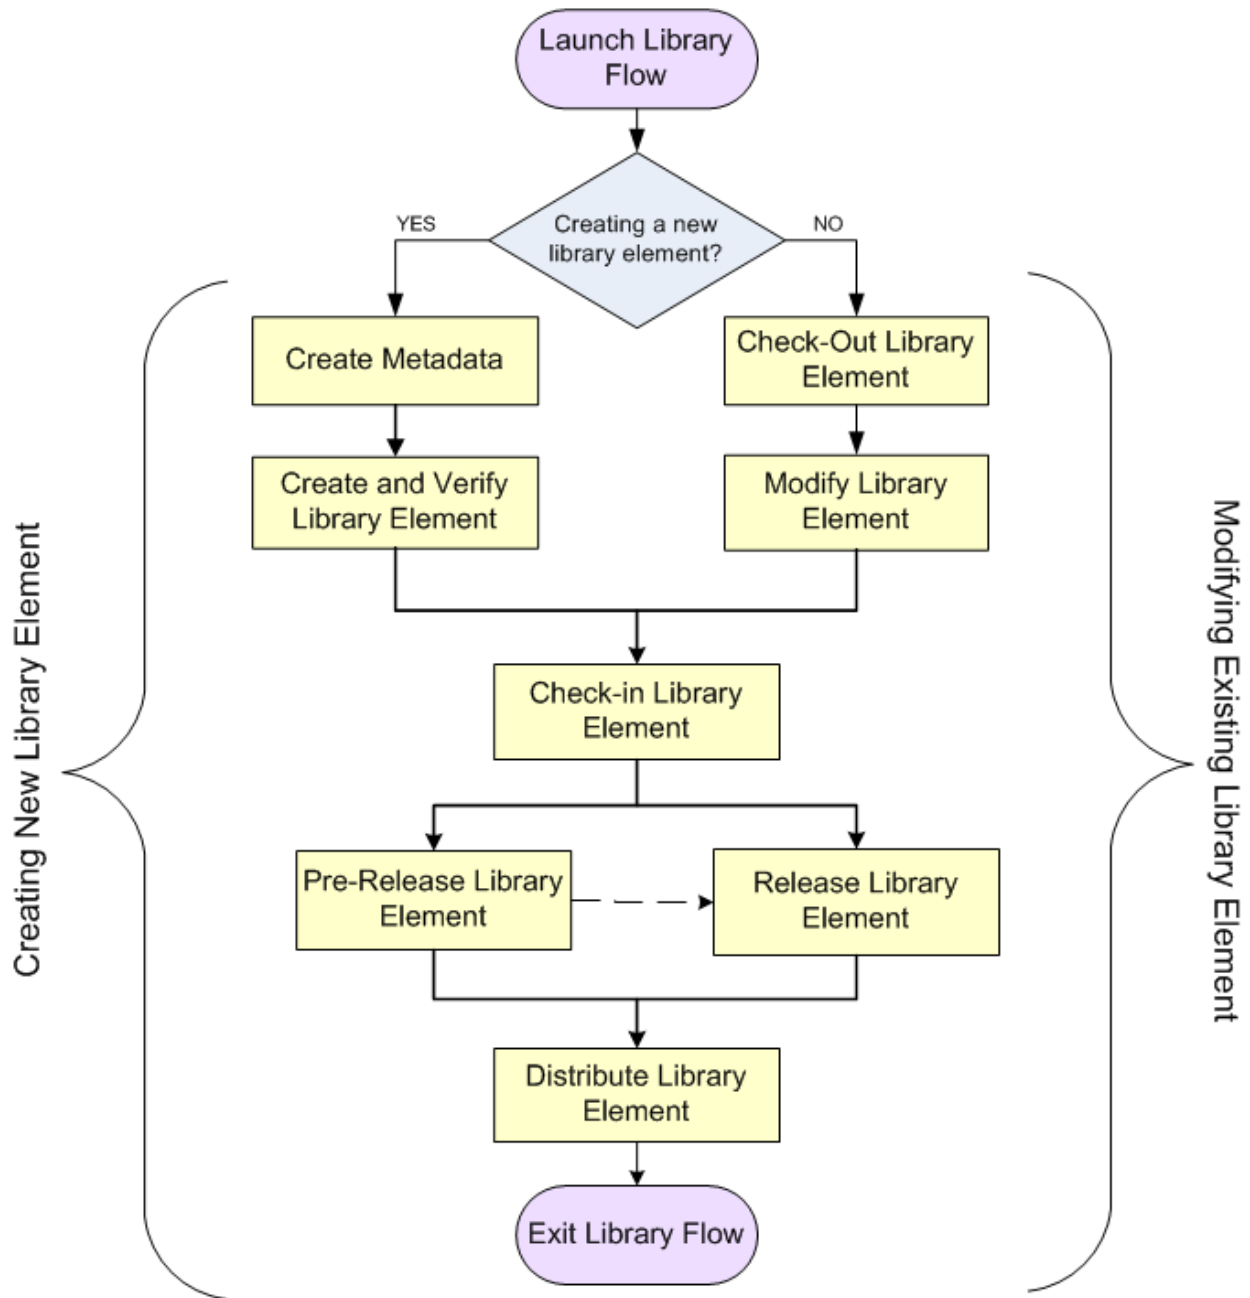 Launch Library
Flow
Creating a new
library element?
YES
NO
Create Metadata
Check-Out Library
Element
Create and Verify
Library Element
Modify Library
Element
Check-in Library
Element
Pre-Release Library
Element
Release Library
Element
Distribute Library
Element
Exit Library Flow
Creating New Library Element
Modifying Existing Library Element